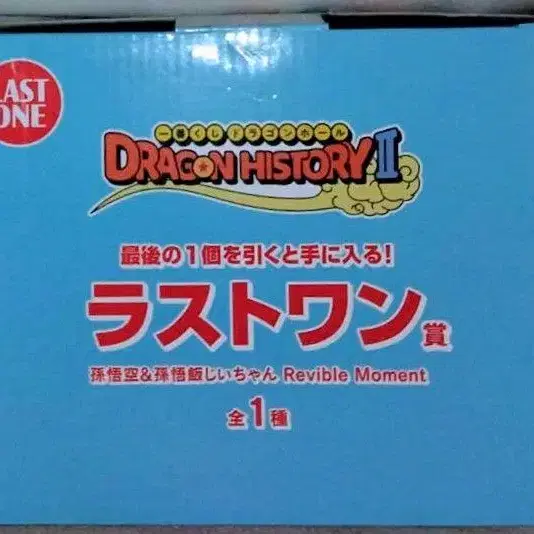 LAST
ONE
一番くじ ドラゴンボール
DRAGON HISTORY II
最後の1個を引くと手に入る!
ラストワン賞
孫悟空&孫悟飯じいちゃん Revible Moment
全1種